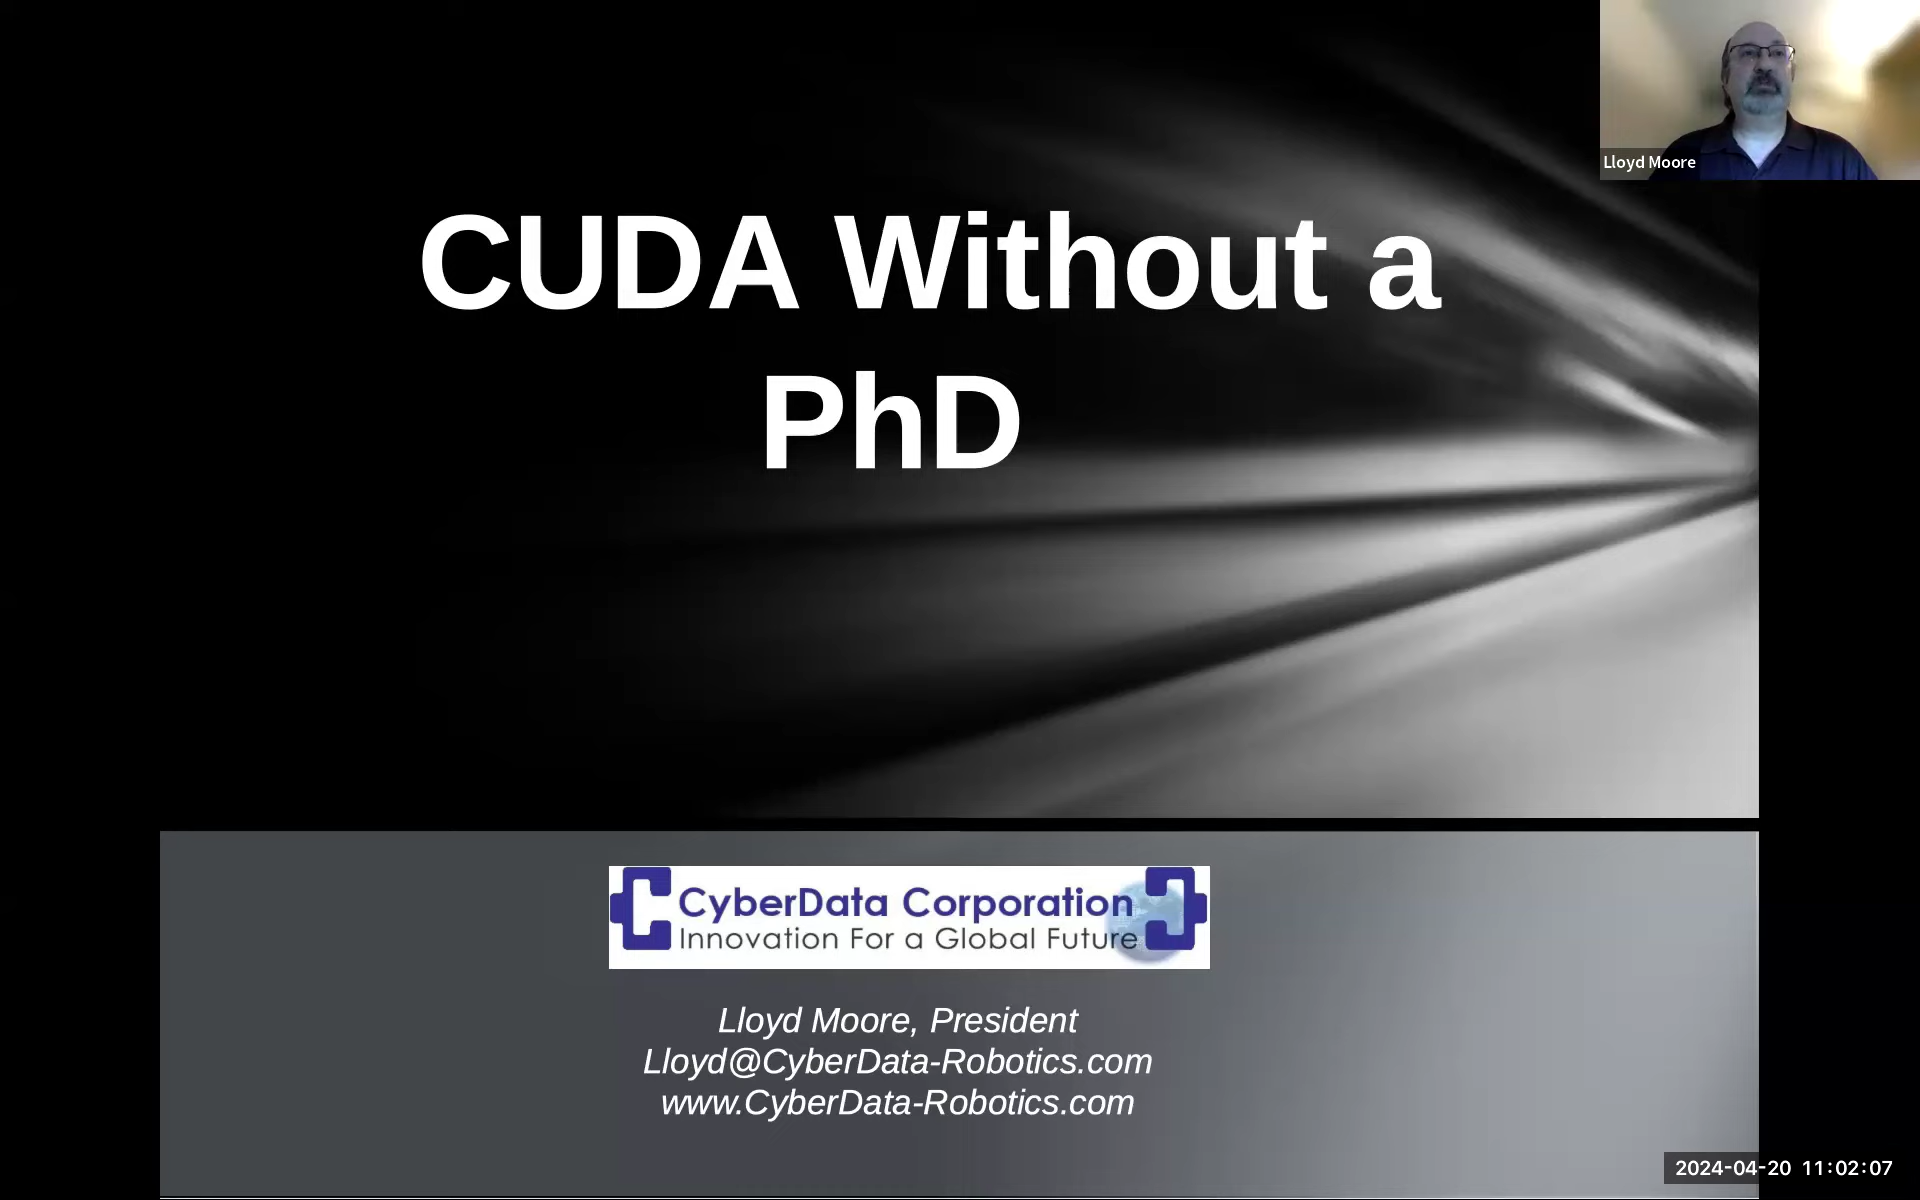 Lloyd Moore
CUDA Without a
PhD
CyberData Corporation
Innovation For a Global Future
Lloyd Moore, President
Lloyd@CyberData-Robotics.com
www.CyberData-Robotics.com
2024-04-20 11:02:07